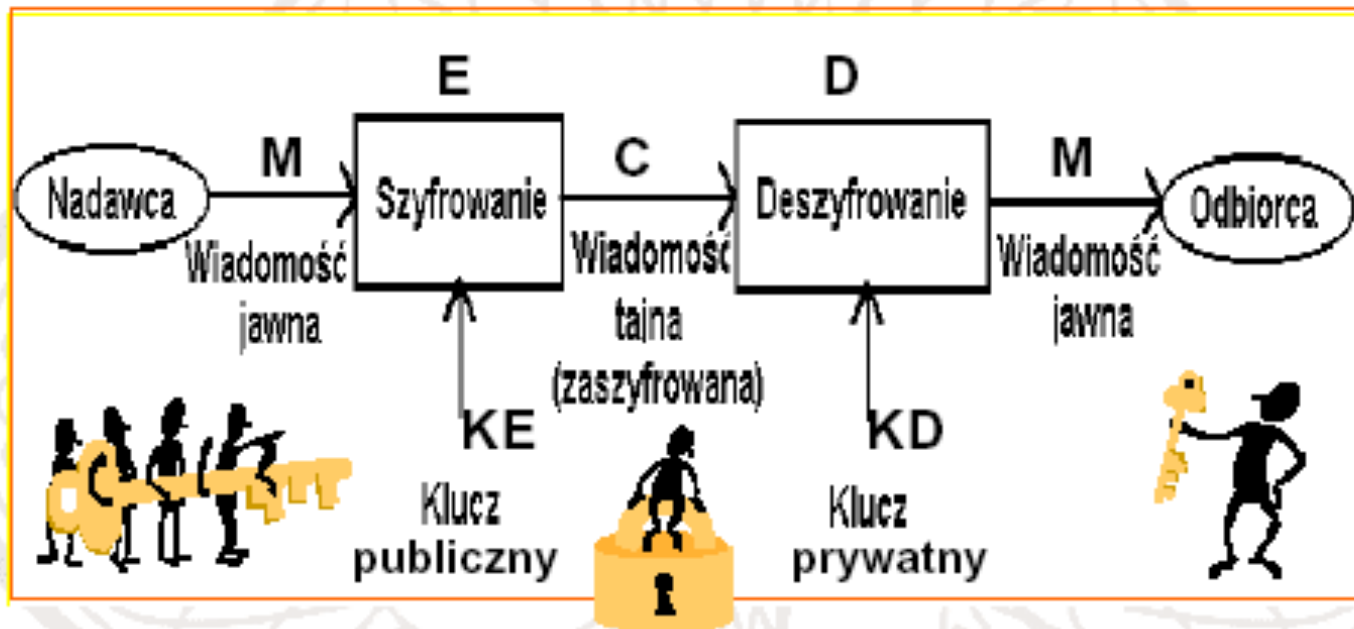 E
D
M
C
M
Nadawca
Szyfrowanie
Deszyfrowanie
Odbiorca
Wiadomość
jawna
Wiadomość
tajna
(zaszyfrowana)
Wiadomość
jawna
KE
KD
Klucz
publiczny
Klucz
prywatny